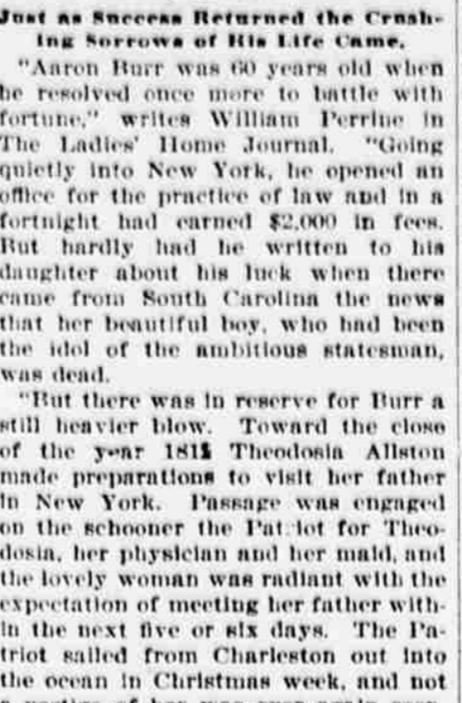 Just as Success Returned the Crush-
ing Sorrows of His Life Came.
"Aaron Burr was 60 years old when
he resolved once more to battle with
fortune," writes William Perrine in
The Ladies' Home Journal. "Going
quietly into New York, he opened an
office for the practice of law and in a
fortnight had earned $2,000 in fees.
But hardly had he written to his
daughter about his luck when there
came from South Carolina the news
that her beautiful boy, who had been
the idol of the ambitious statesman,
was dead.
"But there was in reserve for Burr a
still heavier blow. Toward the close
of the year Theodosia Allston
made preparations to visit her father
in New York. Passage was engaged
on the schooner the Patriot for Theo-
dosia, her physician and her maid, and
the lovely woman was radiant with the
expectation of meeting her father with-
in the next five or six days. The Pa-
triot sailed from Charleston out into
the ocean in Christmas week, and not